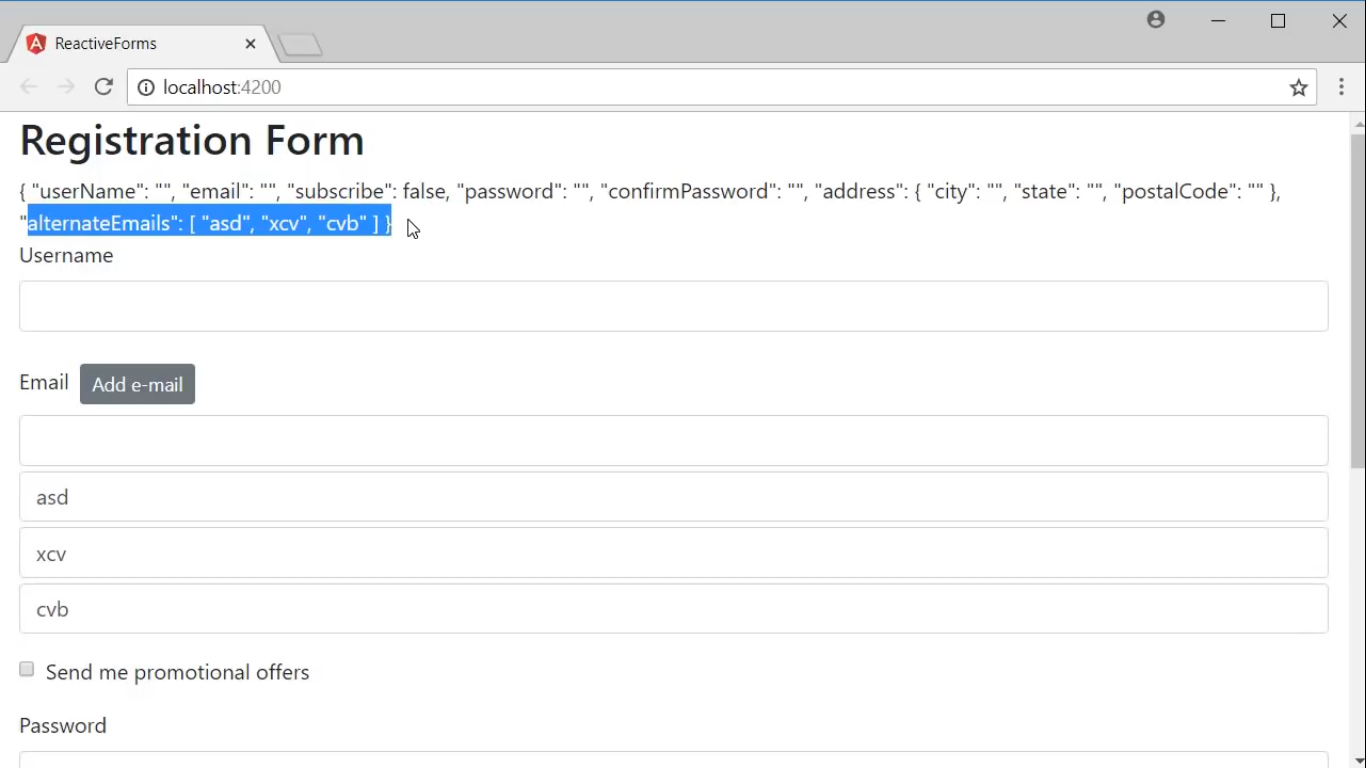 ReactiveForms
localhost:4200
Registration Form
{ "userName": "", "email": "", "subscribe": false, "password": "", "confirmPassword": "", "address": { "city": "", "state": "", "postalCode": "" },
"alternateEmails": [ "asd", "xcv", "cvb" ] }
Username
Email Add e-mail
asd
xcv
cvb
Send me promotional offers
Password